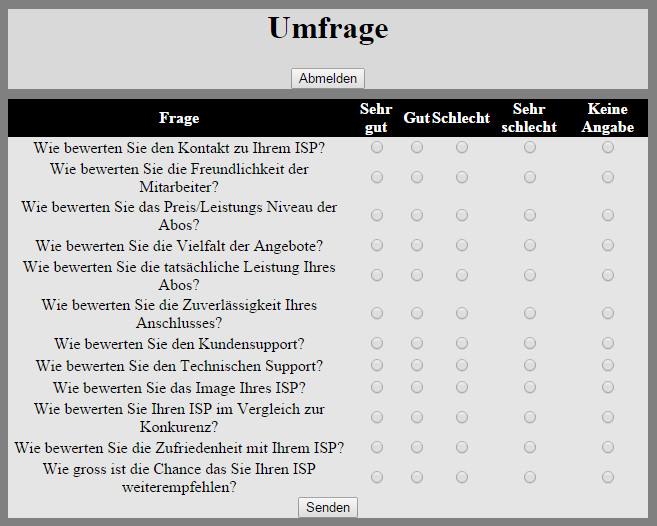 Umfrage
Abmelden
Frage Sehr gut Gut Schlecht Sehr schlecht Keine Angabe
Wie bewerten Sie den Kontakt zu Ihrem ISP?
Wie bewerten Sie die Freundlichkeit der
Mitarbeiter?
Wie bewerten Sie das Preis/Leistungs Niveau der
Abos?
Wie bewerten Sie die Vielfalt der Angebote?
Wie bewerten Sie die tatsächliche Leistung Ihres
Abos?
Wie bewerten Sie die Zuverlässigkeit Ihres
Anschlusses?
Wie bewerten Sie den Kundensupport?
Wie bewerten Sie den Technischen Support?
Wie bewerten Sie das Image Ihres ISP?
Wie bewerten Sie Ihren ISP im Vergleich zur
Konkurenz?
Wie bewerten Sie die Zufriedenheit mit Ihrem ISP?
Wie gross ist die Chance das Sie Ihren ISP
weiterempfehlen?
Senden